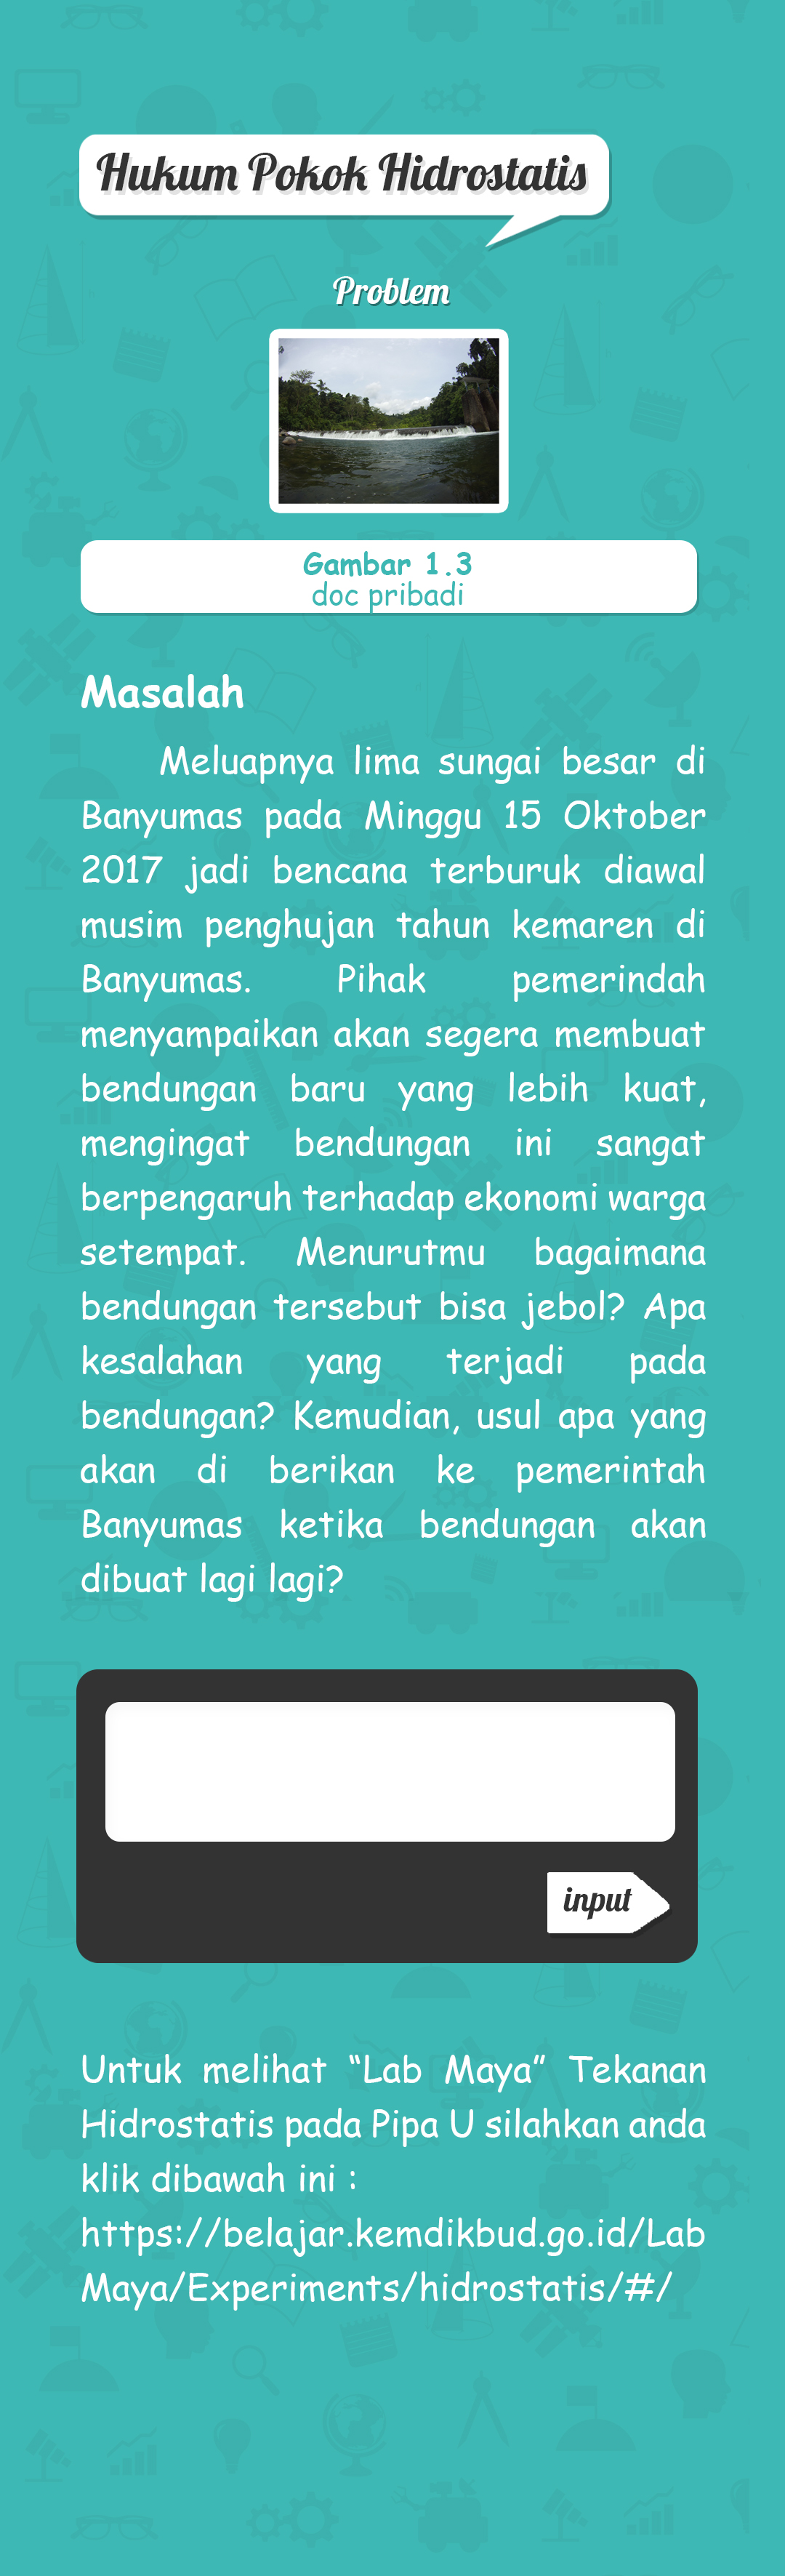 Hukum Pokok Hidrostatis
Problem
Gambar 1.3
doc pribadi
Masalah
Meluapnya lima sungai besar di
Banyumas pada Minggu 15 Oktober
2017 jadi bencana terburuk diawal
musim penghujan tahun kemaren di
Banyumas. Pihak pemerindah
menyampaikan akan segera membuat
bendungan baru yang lebih kuat,
mengingat bendungan ini sangat
berpengaruh terhadap ekonomi warga
setempat. Menurutmu bagaimana
bendungan tersebut bisa jebol? Apa
kesalahan yang terjadi pada
bendungan? Kemudian, usul apa yang
akan di berikan ke pemerintah
Banyumas ketika bendungan akan
dibuat lagi lagi?
input
Untuk melihat “Lab Maya” Tekanan
Hidrostatis pada Pipa U silahkan anda
klik dibawah ini :
https://belajar.kemdikbud.go.id/Lab
Maya/Experiments/hidrostatis/#/